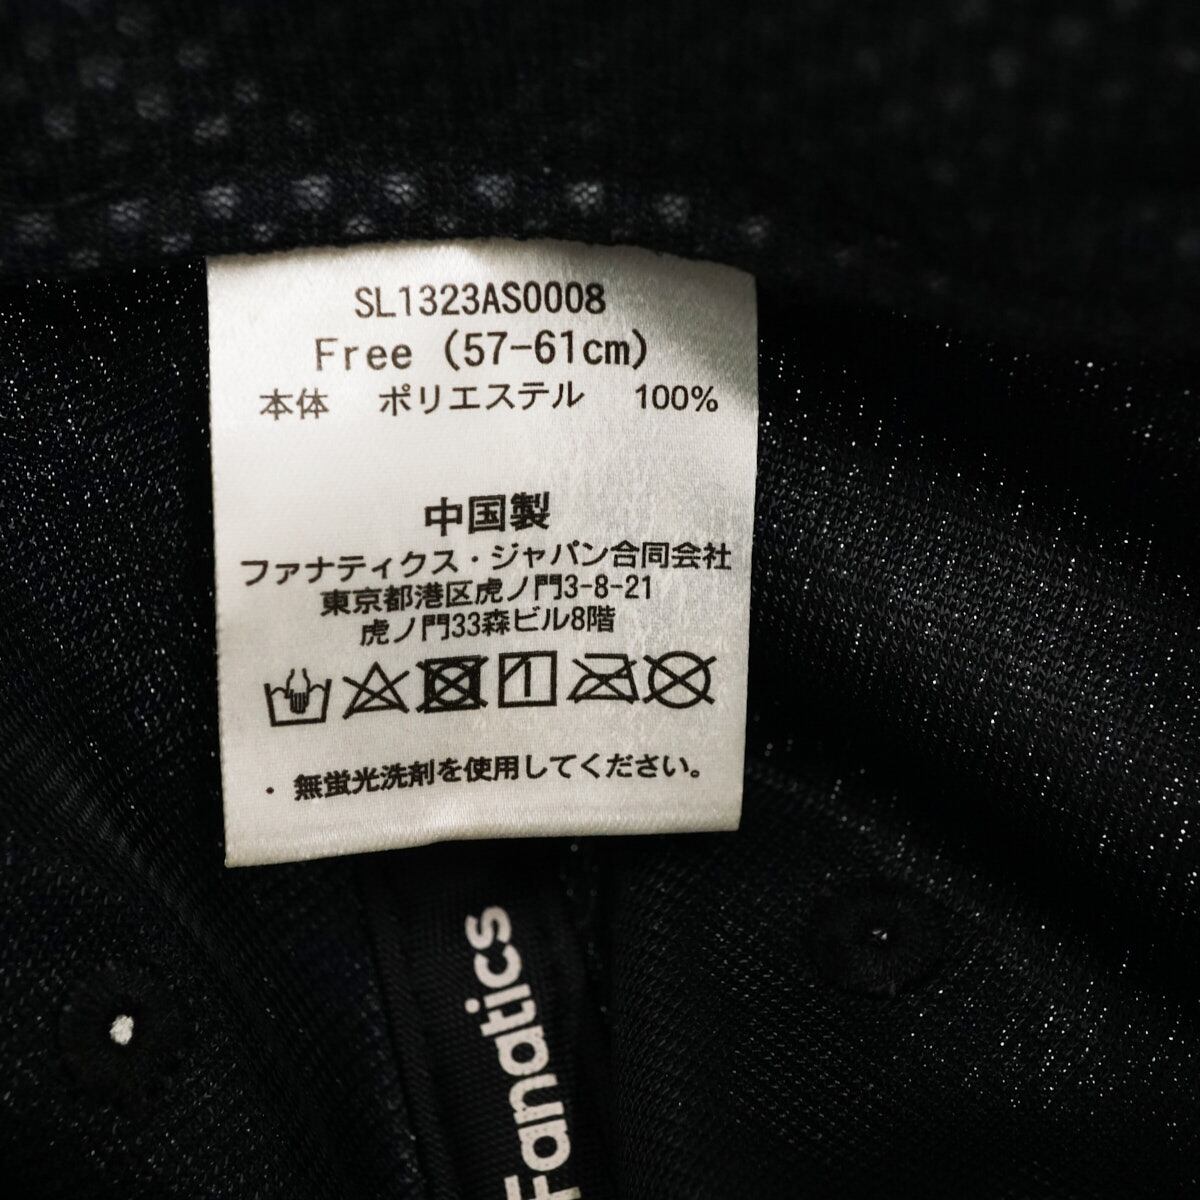 SL1323AS0008
Free (57-61cm)
本体 ポリエステル 100%
中国製
ファナティクス・ジャパン合同会社
東京都港区虎ノ門3-8-21
虎ノ門33森ビル8階
・無蛍光洗剤を使用してください。
Fanatics